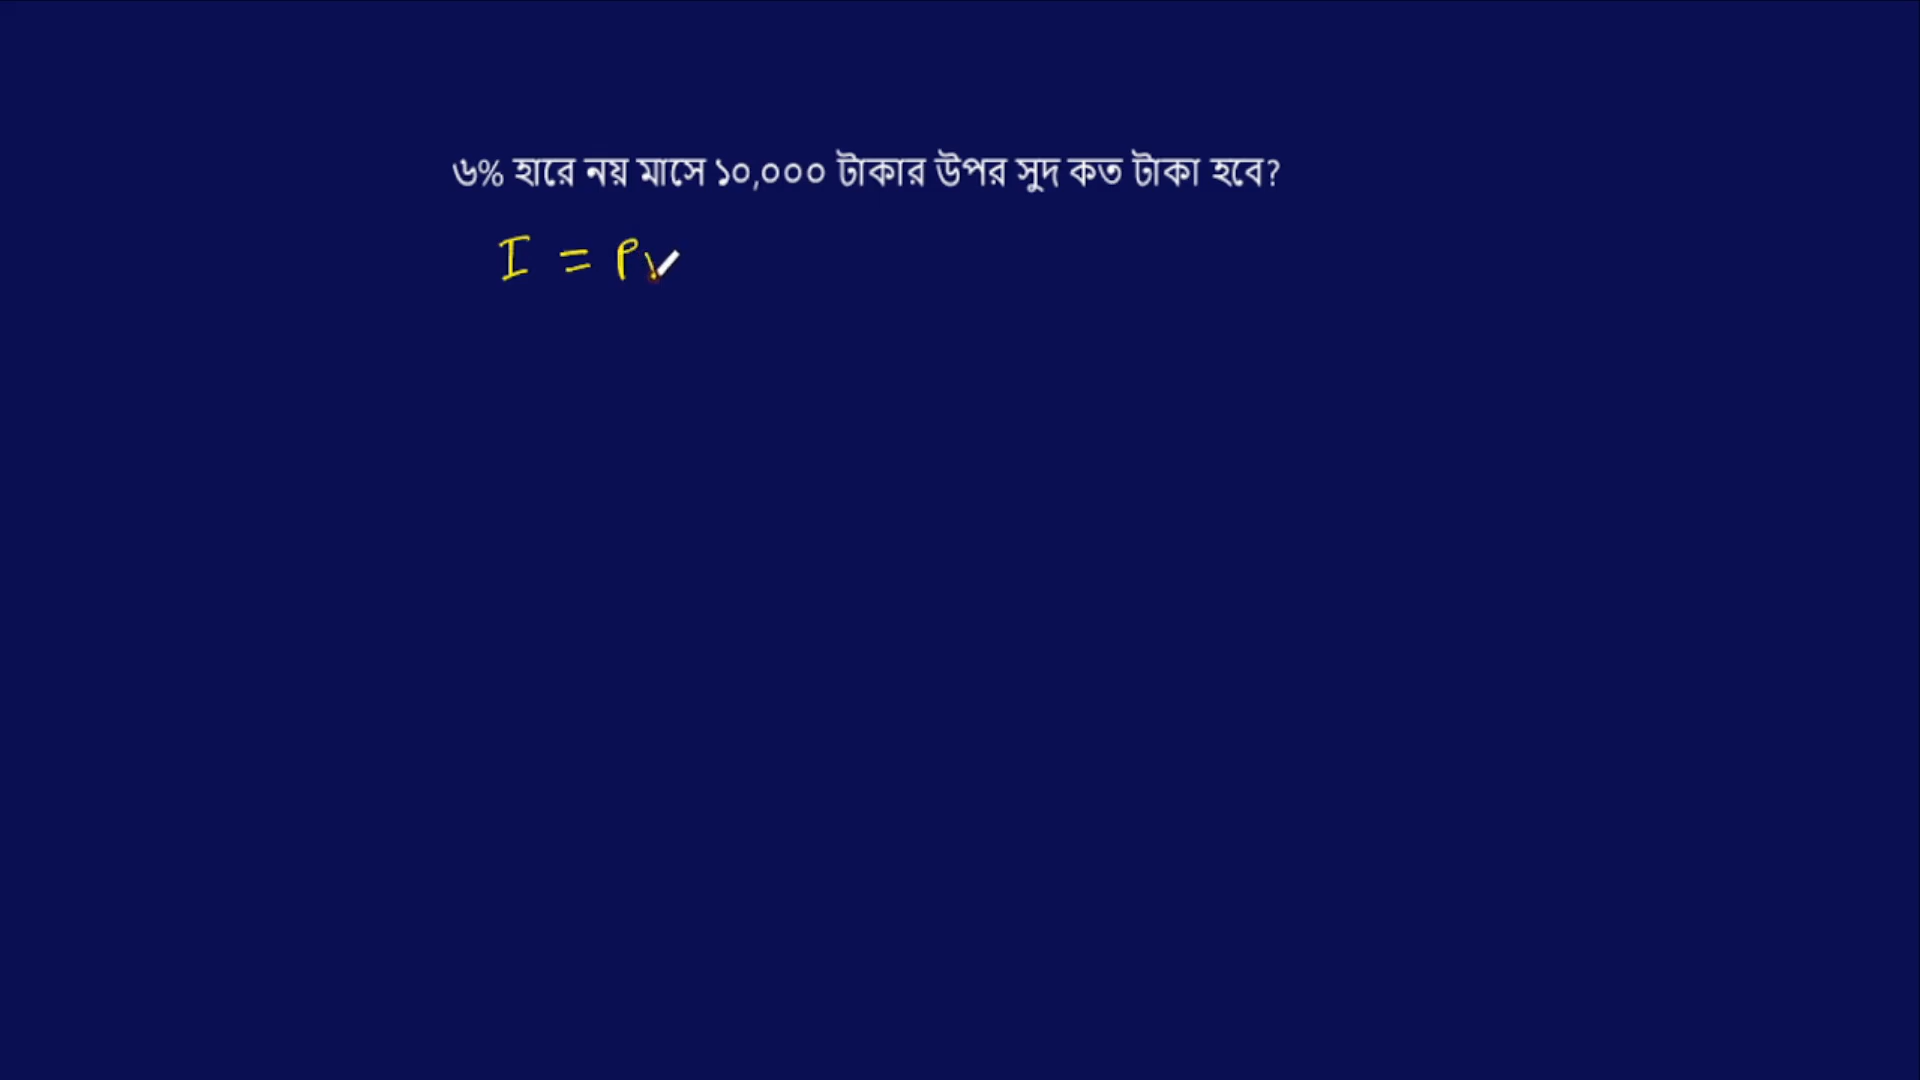 ৬% হারে নয় মাসে ১০,০০০ টাকার উপর সুদ কত টাকা হবে?
I = P